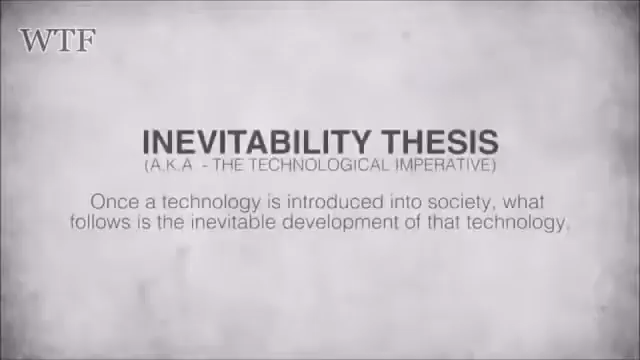 WTF
INEVITABILITY THESIS
(A.K.A - THE TECHNOLOGICAL IMPERATIVE)
Once a technology is introduced into society, what
follows is the inevitable development of that technology.